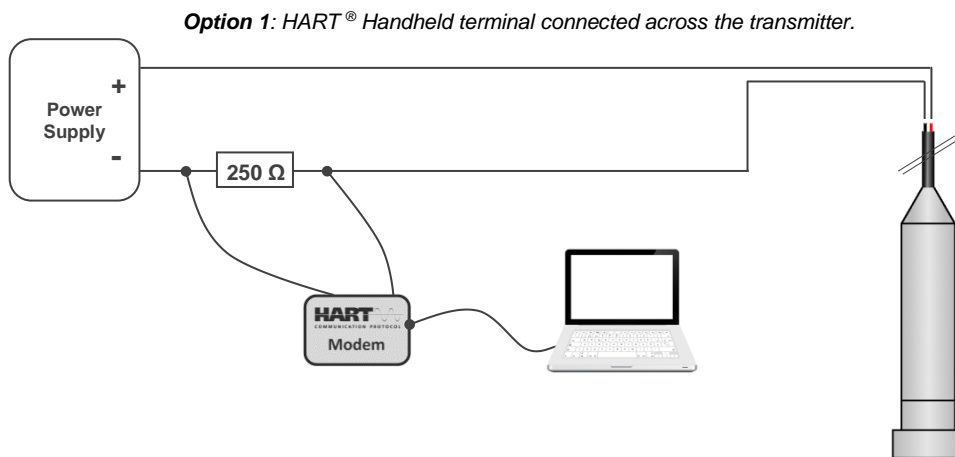 Option 1: HART ® Handheld terminal connected across the transmitter.
+
Power
Supply
-
250 Ω
HART
COMMUNICATION PROTOCOL
Modem